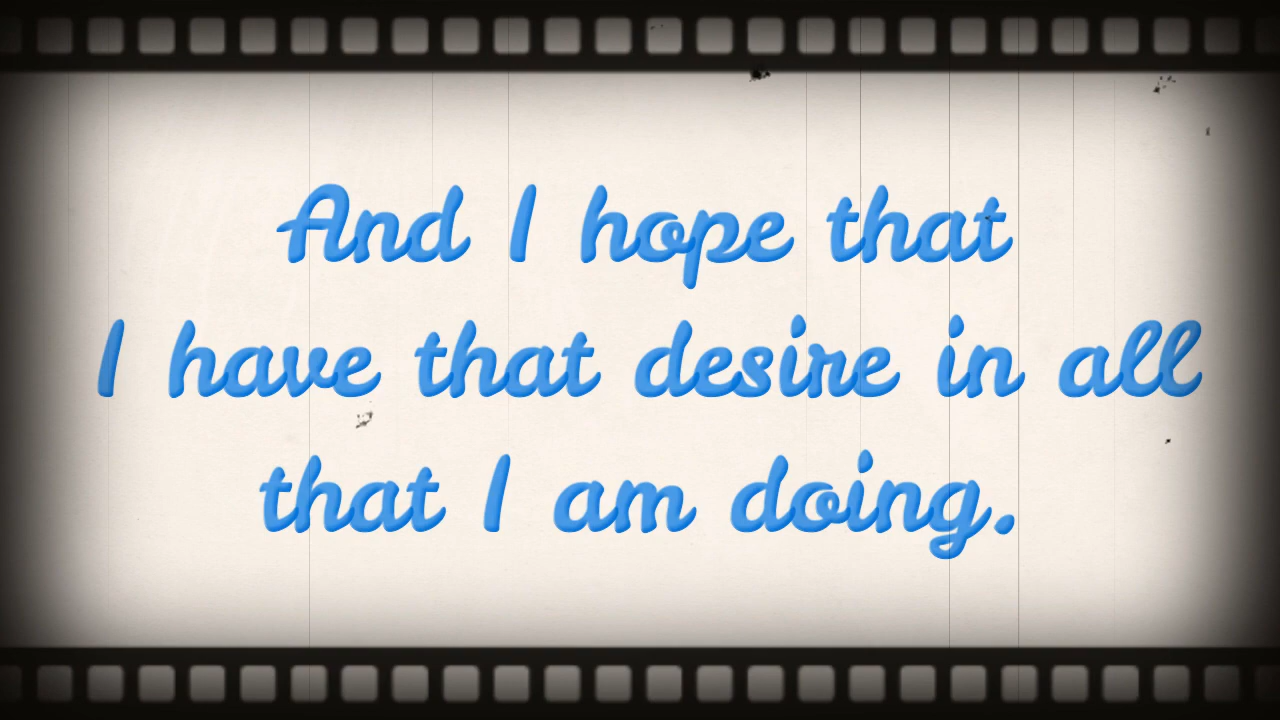 And I hope that
I have that desire in all
that I am doing.